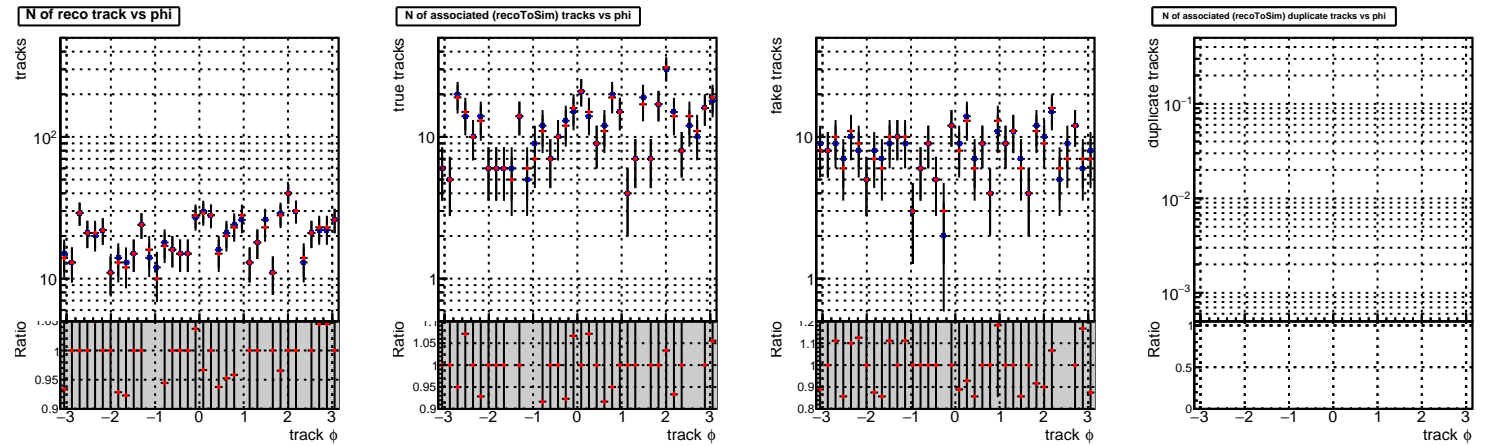 N of reco track vs phi
tracks
10²
10
Ratio
1
0.95
0.9
−3 −2 −1 0 1 2 3
track ϕ
N of associated (recoToSim) tracks vs phi
true tracks
10
1
Ratio
1.05
1
0.95
0.9
−3 −2 −1 0 1 2 3
track ϕ
fake tracks
10
1
Ratio
1.2
1.1
1
0.9
0.8
−3 −2 −1 0 1 2 3
track ϕ
N of associated (recoToSim) duplicate tracks vs phi
duplicate tracks
10⁻¹
10⁻²
10⁻³
Ratio
1
0.5
0
−3 −2 −1 0 1 2 3
track ϕ